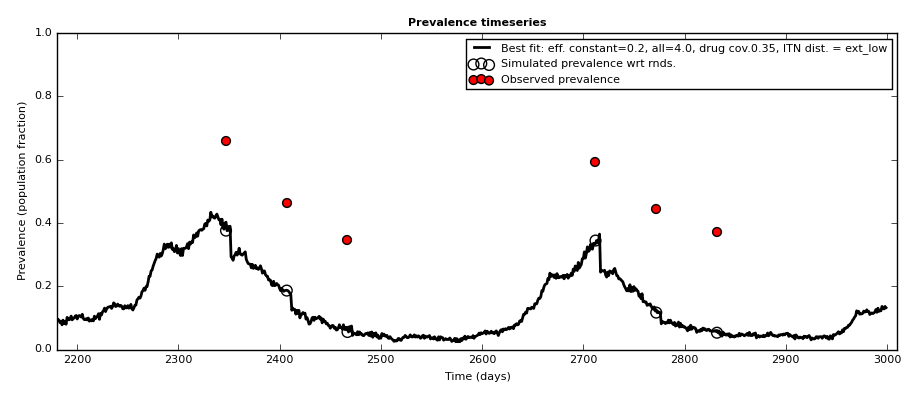 Prevalence timeseries
Best fit: eff. constant=0.2, all=4.0, drug cov.0.35, ITN dist. = ext_low
Simulated prevalence wrt rnds.
Observed prevalence
Prevalence (population fraction)
1.0
0.8
0.6
0.4
0.2
0.0
2200 2300 2400 2500 2600 2700 2800 2900 3000
Time (days)